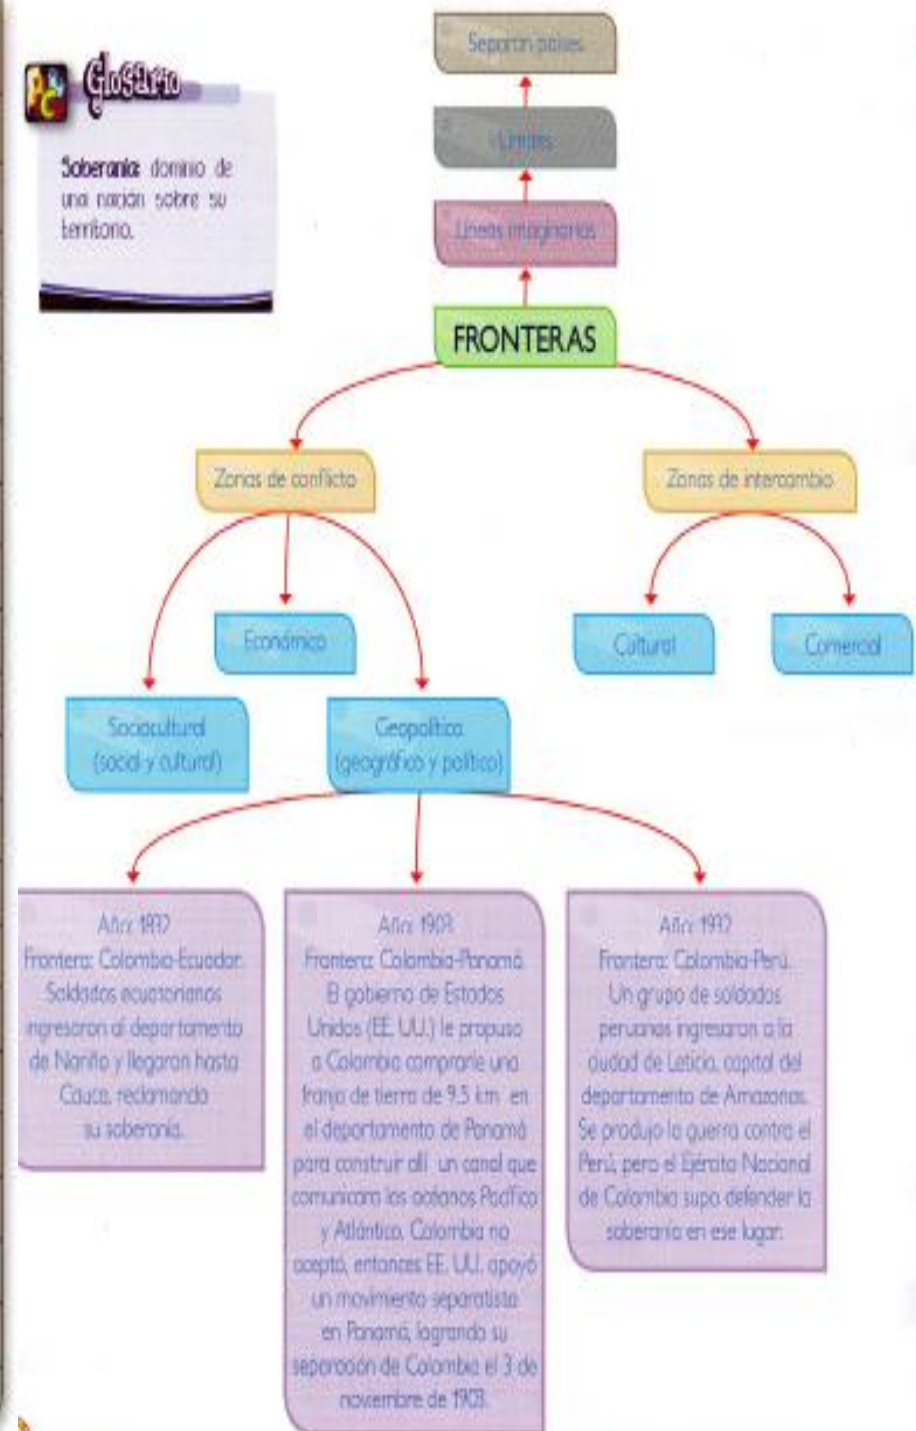 Glosario
Soberanía: dominio de
una nación sobre su
territorio.
Separan países
Líneas
Líneas imaginarias
FRONTERAS
Zonas de conflicto
Zonas de intercambio
Económico
Cultural
Comercial
Sociocultural
(social y cultural)
Geopolítico
(geográfico y político)
Año: 1832
Frontera: Colombia-Ecuador.
Soldados ecuatorianos
ingresaron al departamento
de Nariño y llegaron hasta
Cauca, reclamando
su soberanía.
Año: 1903
Frontera: Colombia-Panamá
El gobierno de Estados
Unidos (EE. UU.) le propuso
a Colombia comprarle una
franja de tierra de 9.5 km en
el departamento de Panamá
para construir allí un canal que
comunicara los océanos Pacífico
y Atlántico. Colombia no
aceptó, entonces EE. UU. apoyó
un movimiento separatista
en Panamá, logrando su
separación de Colombia el 3 de
noviembre de 1903.
Año: 1932
Frontera: Colombia-Perú.
Un grupo de soldados
peruanos ingresaron a la
ciudad de Leticia, capital del
departamento de Amazonas.
Se produjo la guerra contra el
Perú, pero el Ejército Nacional
de Colombia supo defender la
soberanía en ese lugar.